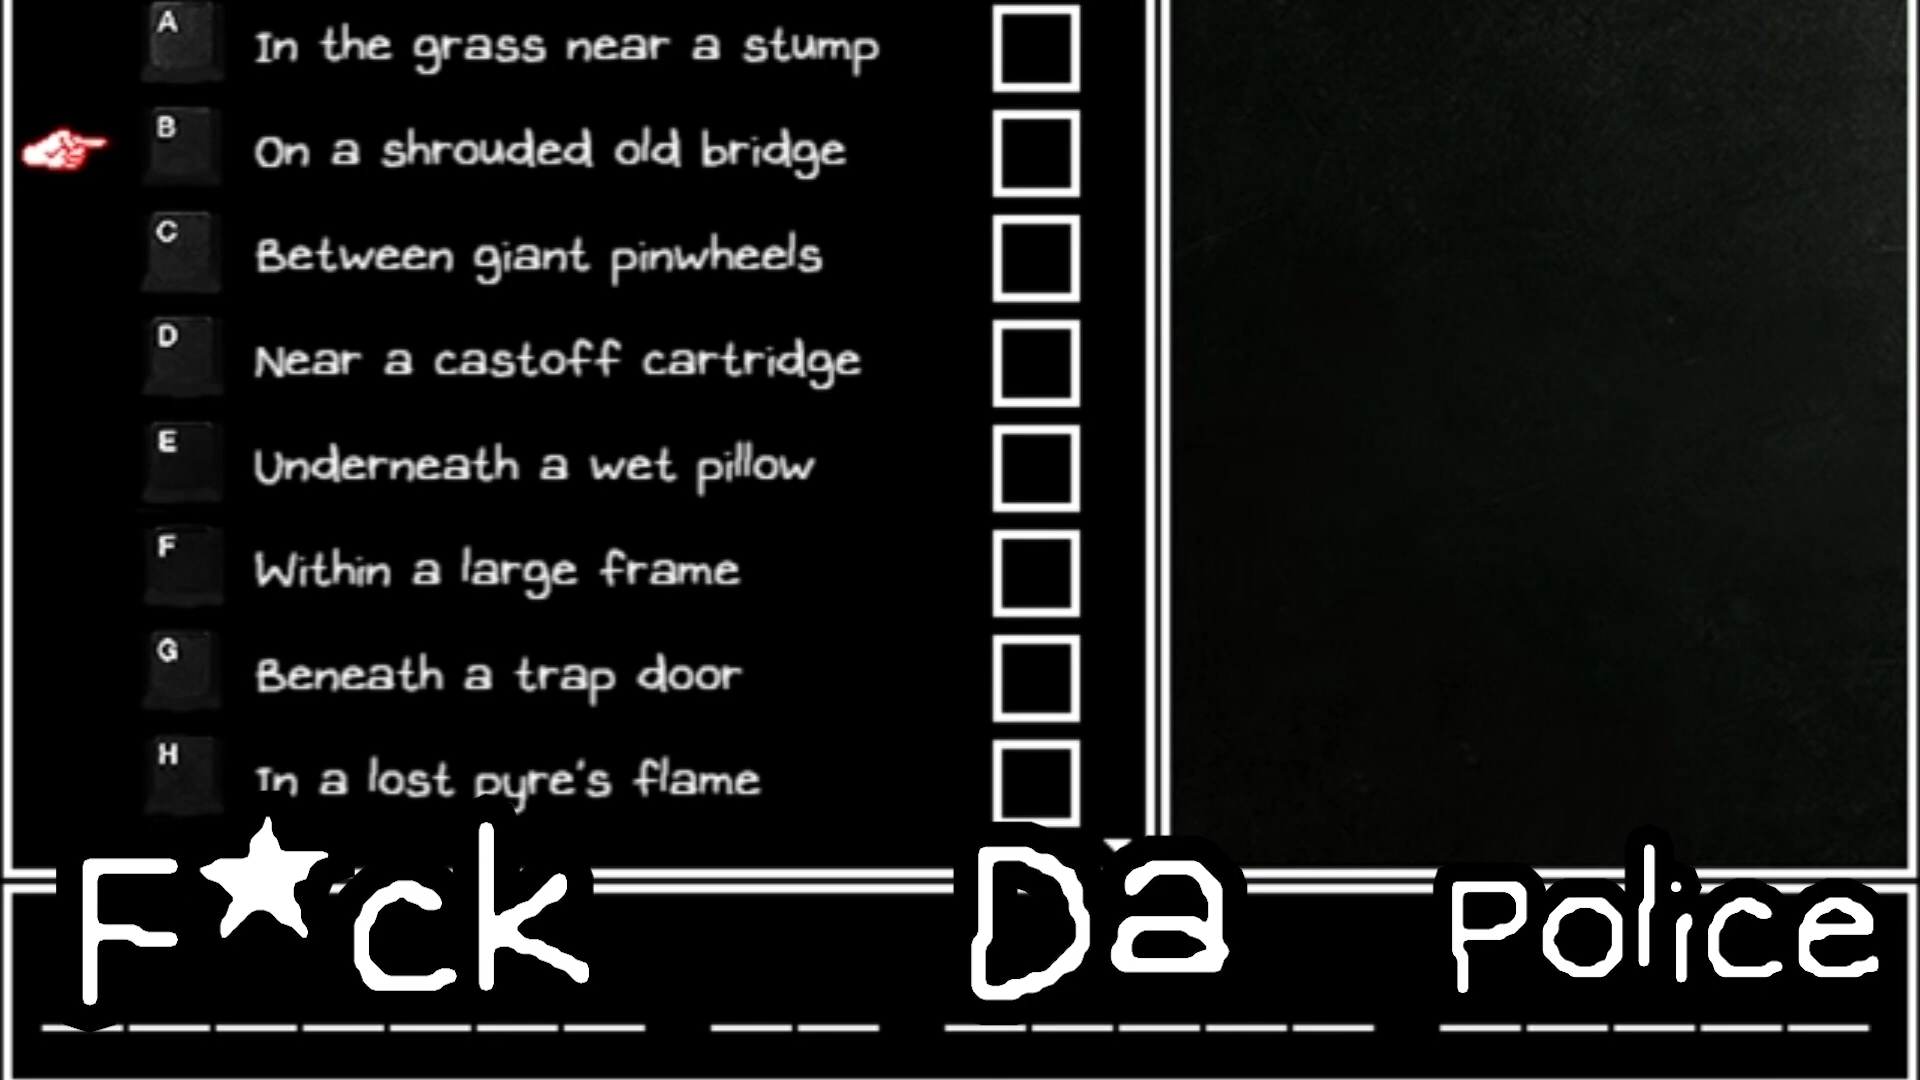 A In the grass near a stump
B On a shrouded old bridge
C Between giant pinwheels
D Near a castoff cartridge
E Underneath a wet pillow
F Within a large frame
G Beneath a trap door
H In a lost pyre's flame
F★ck Da Police